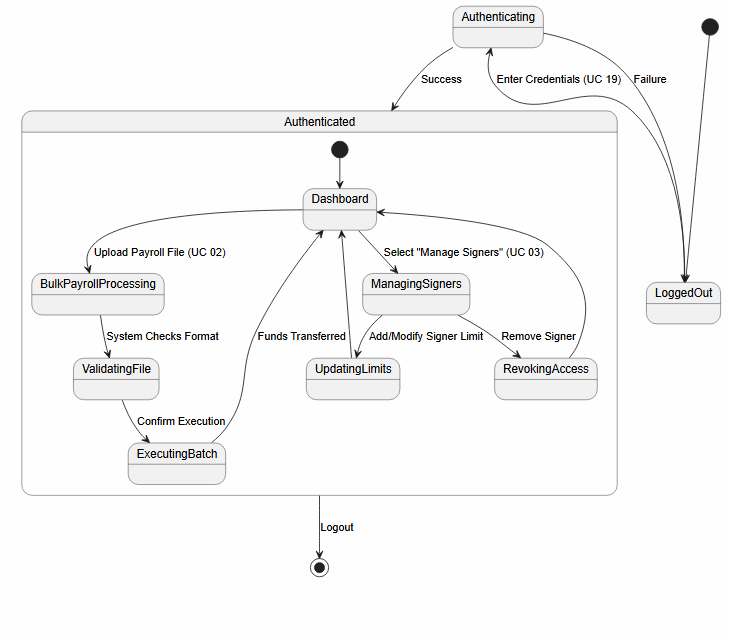 Authenticating
Success
Enter Credentials (UC 19)
Failure
Authenticated
Dashboard
Upload Payroll File (UC 02)
Select "Manage Signers" (UC 03)
BulkPayrollProcessing
ManagingSigners
LoggedOut
System Checks Format
Funds Transferred
Add/Modify Signer Limit
Remove Signer
ValidatingFile
UpdatingLimits
RevokingAccess
Confirm Execution
ExecutingBatch
Logout